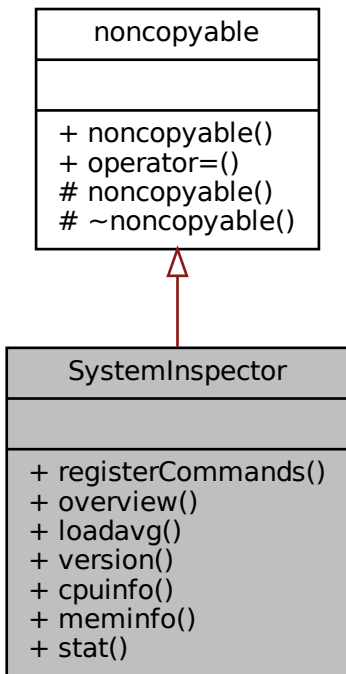 noncopyable
+ noncopyable()
+ operator=()
# noncopyable()
# ~noncopyable()
SystemInspector
+ registerCommands()
+ overview()
+ loadavg()
+ version()
+ cpuinfo()
+ meminfo()
+ stat()